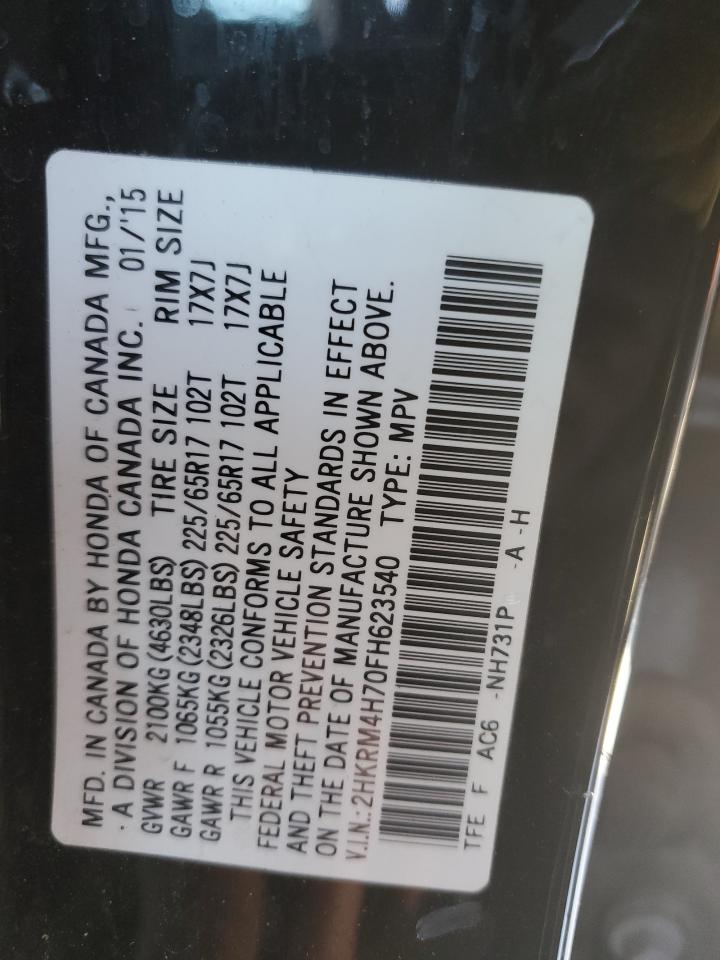 MFD. IN CANADA BY HONDA OF CANADA MFG.,
A DIVISION OF HONDA CANADA INC. 01/'15
GVWR 2100KG(4630LBS) TIRE SIZE RIM SIZE
GAWR F 1065KG(2348LBS) 225/65R17 102T 17X7J
GAWR R 1055KG(2326LBS) 225/65R17 102T 17X7J
THIS VEHICLE CONFORMS TO ALL APPLICABLE
FEDERAL MOTOR VEHICLE SAFETY
AND THEFT PREVENTION STANDARDS IN EFFECT
ON THE DATE OF MANUFACTURE SHOWN ABOVE.
V.I.N.:2HKRM4H70FH623540 TYPE: MPV
TFE F AC6 -NH731P -A -H